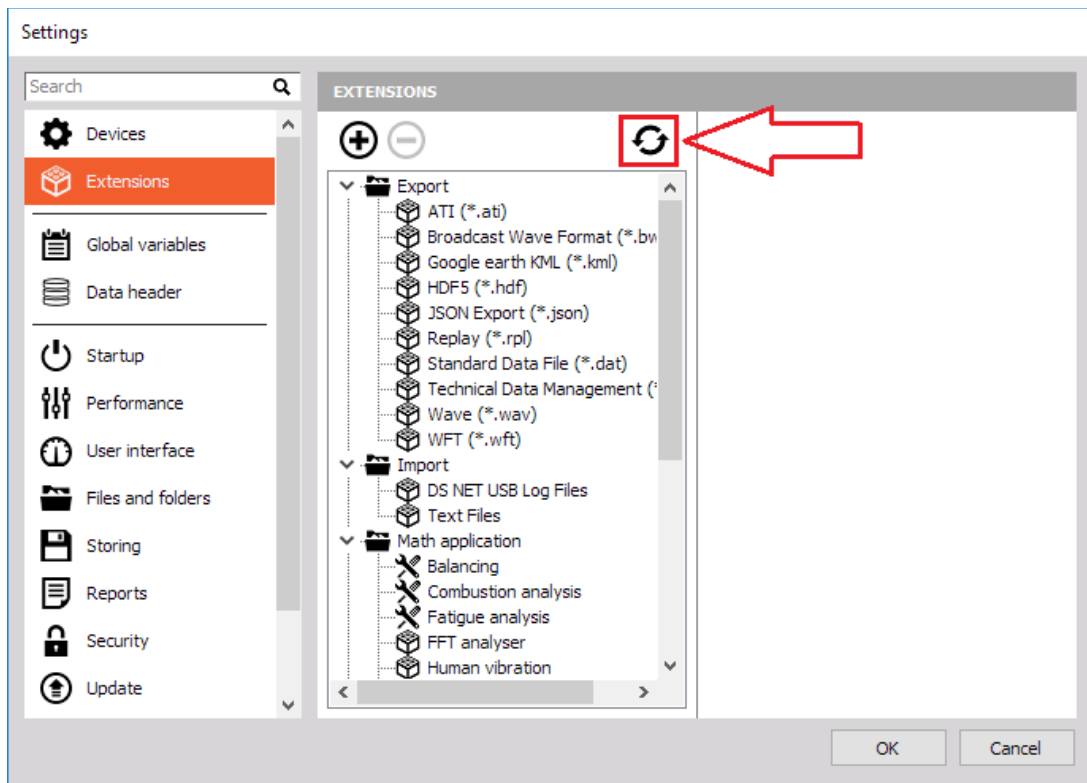 Settings
Search
Devices
Extensions
Global variables
Data header
Startup
Performance
User interface
Files and folders
Storing
Reports
Security
Update
EXTENSIONS
Export
ATI (*.ati)
Broadcast Wave Format (*.bw
Google earth KML (*.kml)
HDF5 (*.hdf)
JSON Export (*.json)
Replay (*.rpl)
Standard Data File (*.dat)
Technical Data Management (*
Wave (*.wav)
WFT (*.wft)
Import
DS NET USB Log Files
Text Files
Math application
Balancing
Combustion analysis
Fatigue analysis
FFT analyser
Human vibration
OK
Cancel